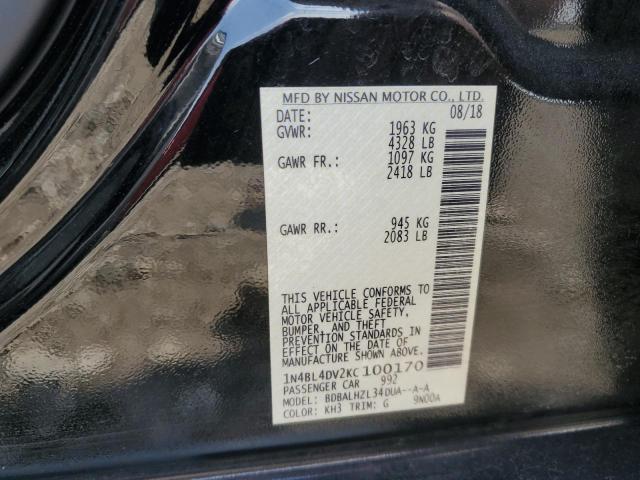 MFD BY NISSAN MOTOR CO., LTD.
DATE: 08/18
GVWR: 1963 KG
4328 LB
GAWR FR.: 1097 KG
2418 LB
GAWR RR.: 945 KG
2083 LB
THIS VEHICLE CONFORMS TO
ALL APPLICABLE FEDERAL
MOTOR VEHICLE SAFETY,
BUMPER, AND THEFT
PREVENTION STANDARDS IN
EFFECT ON THE DATE OF
MANUFACTURE SHOWN ABOVE.
1N4BL4DV2KC100170
PASSENGER CAR 992
MODEL: BDBALHZL34DUA--A-A
COLOR: KH3 TRIM: G 9N00A